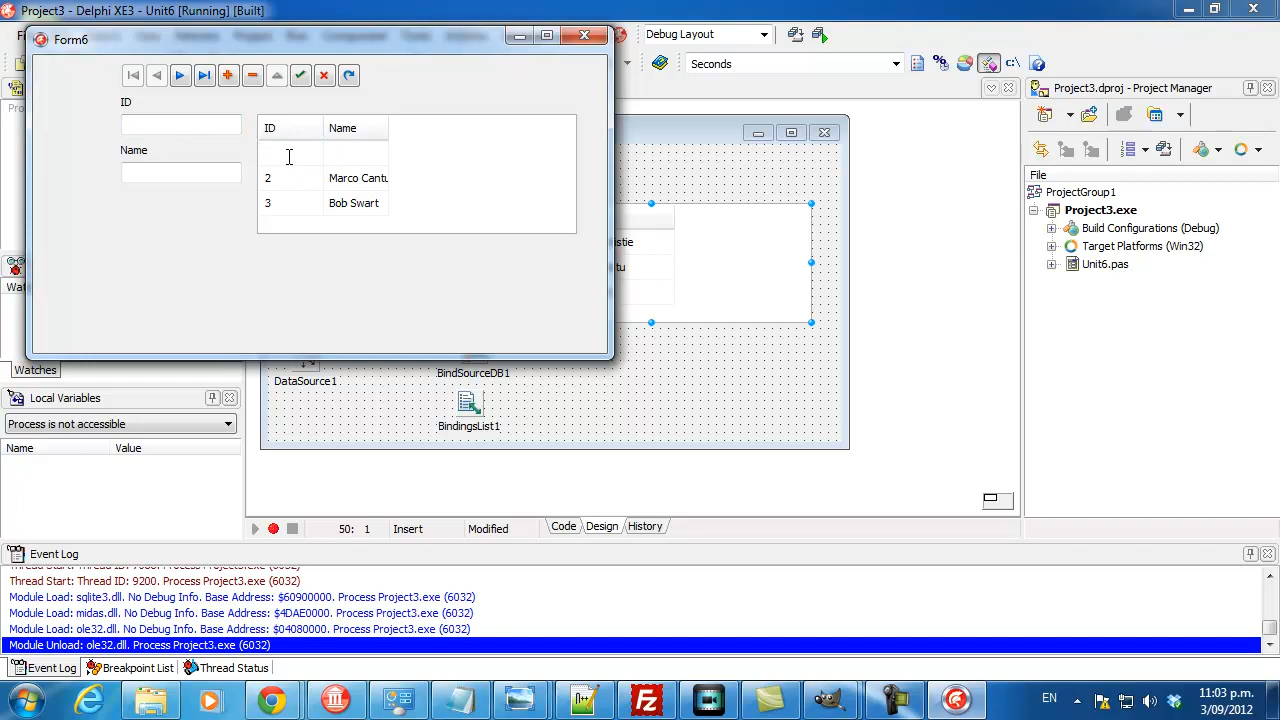 Project3 - Delphi XE3 - Unit6 [Running] [Built]
Form6
Debug Layout
Seconds
ID
Name
ID Name
2 Marco Cantu
3 Bob Swart
stie
tu
DataSource1
BindSourceDB1
BindingsList1
Watches
Local Variables
Process is not accessible
Name Value
50: 1 Insert Modified Code Design History
Project3.dproj - Project Manager
File
ProjectGroup1
Project3.exe
Build Configurations (Debug)
Target Platforms (Win32)
Unit6.pas
Event Log
Thread Start: Thread ID: 9200. Process Project3.exe (6032)
Module Load: sqlite3.dll. No Debug Info. Base Address: $60900000. Process Project3.exe (6032)
Module Load: midas.dll. No Debug Info. Base Address: $4DAE0000. Process Project3.exe (6032)
Module Load: ole32.dll. No Debug Info. Base Address: $04080000. Process Project3.exe (6032)
Module Unload: ole32.dll. Process Project3.exe (6032)
Event Log Breakpoint List Thread Status
EN
11:03 p.m.
3/09/2012